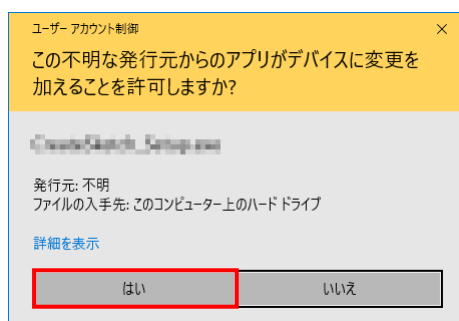 ユーザー アカウント制御
この不明な発行元からのアプリがデバイスに変更を
加えることを許可しますか?
発行元: 不明
ファイルの入手先: このコンピューター上のハード ドライブ
詳細を表示
はい
いいえ